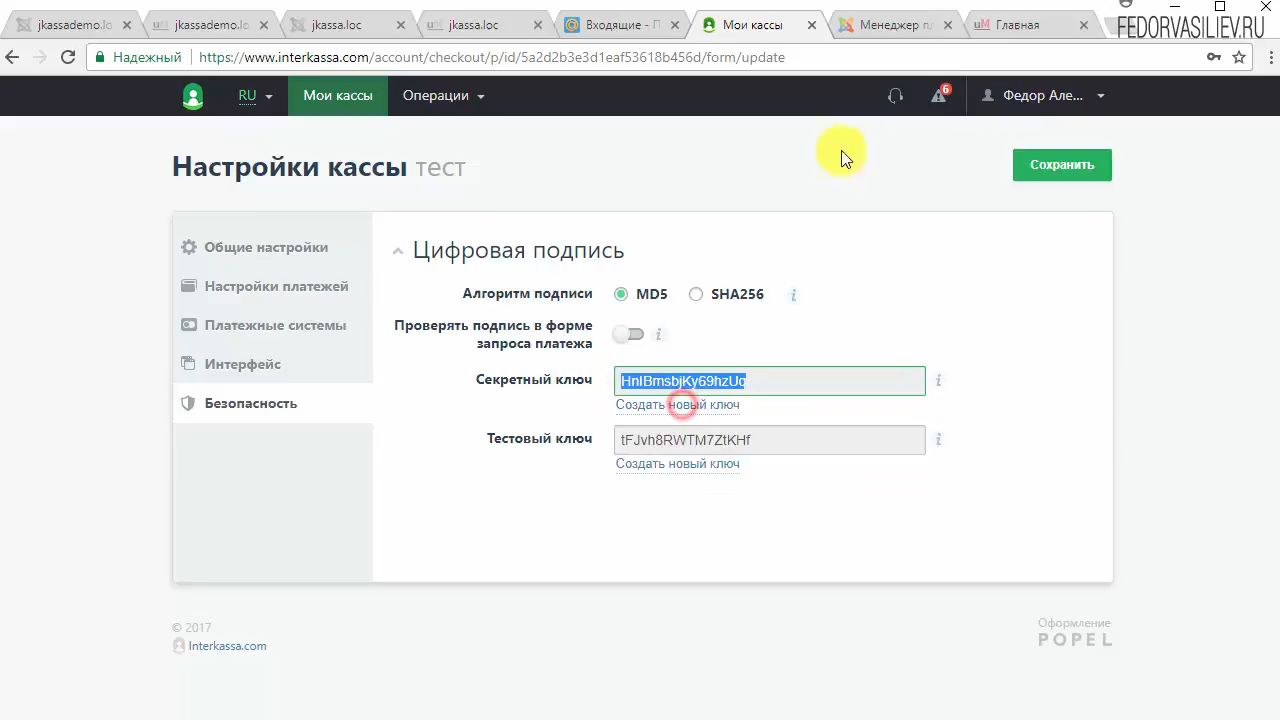 jkassademo.lo
jkassademo.loc
jkassa.loc
jkassa.loc
Входящие - П
Мои кассы
Менеджер пл
Главная
FEDORVASILIEV.RU
Надежный
https://www.interkassa.com/account/checkout/p/id/5a2d2b3e3d1eaf53618b456d/form/update
RU
Мои кассы
Операции
6
Федор Але...
Настройки кассы тест
Сохранить
Общие настройки
Настройки платежей
Платежные системы
Интерфейс
Безопасность
Цифровая подпись
Алгоритм подписи
MD5
SHA256
Проверять подпись в форме
запроса платежа
Секретный ключ
Создать новый ключ
Тестовый ключ
tFJvh8RWTM7ZtKHf
Создать новый ключ
© 2017
Interkassa.com
Оформление
POPEL